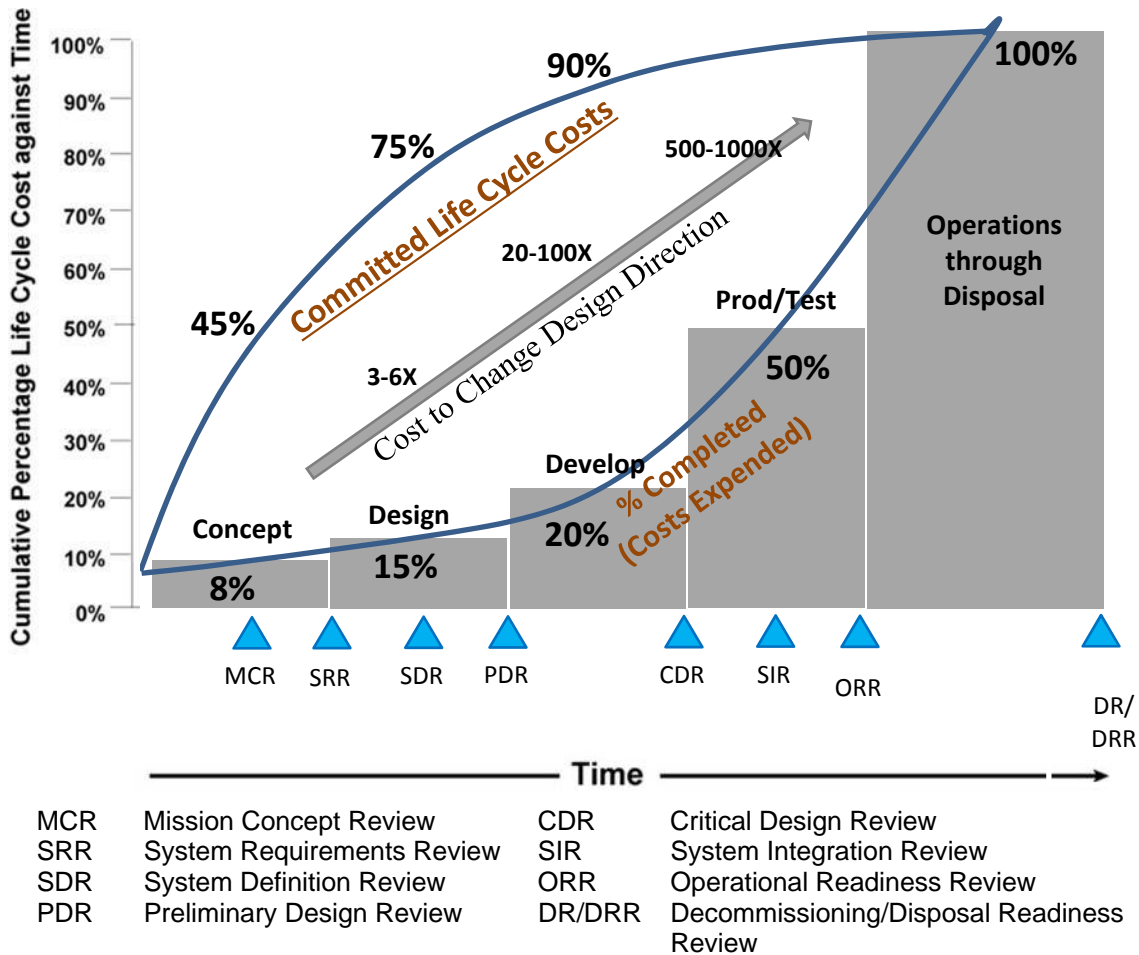 Cumulative Percentage Life Cycle Cost against Time
100%
90%
80%
70%
60%
50%
40%
30%
20%
10%
0%
45%
75%
90%
100%
Committed Life Cycle Costs
500-1000X
20-100X
3-6X
Cost to Change Design Direction
Operations
through
Disposal
Prod/Test
50%
Develop
20%
% Completed
(Costs Expended)
Design
15%
Concept
8%
MCR
SRR
SDR
PDR
CDR
SIR
ORR
DR/
DRR
Time
MCR Mission Concept Review CDR Critical Design Review
SRR System Requirements Review SIR System Integration Review
SDR System Definition Review ORR Operational Readiness Review
PDR Preliminary Design Review DR/DRR Decommissioning/Disposal Readiness
Review